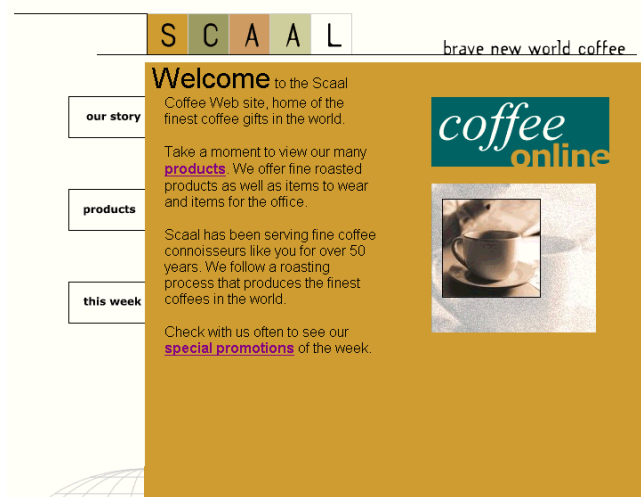 SCAAL
brave new world coffee
our story
products
this week
Welcome to the Scaal
Coffee Web site, home of the
finest coffee gifts in the world.
Take a moment to view our many
products. We offer fine roasted
products as well as items to wear
and items for the office.
Scaal has been serving fine coffee
connoisseurs like you for over 50
years. We follow a roasting
process that produces the finest
coffees in the world.
Check with us often to see our
special promotions of the week.
coffee
online